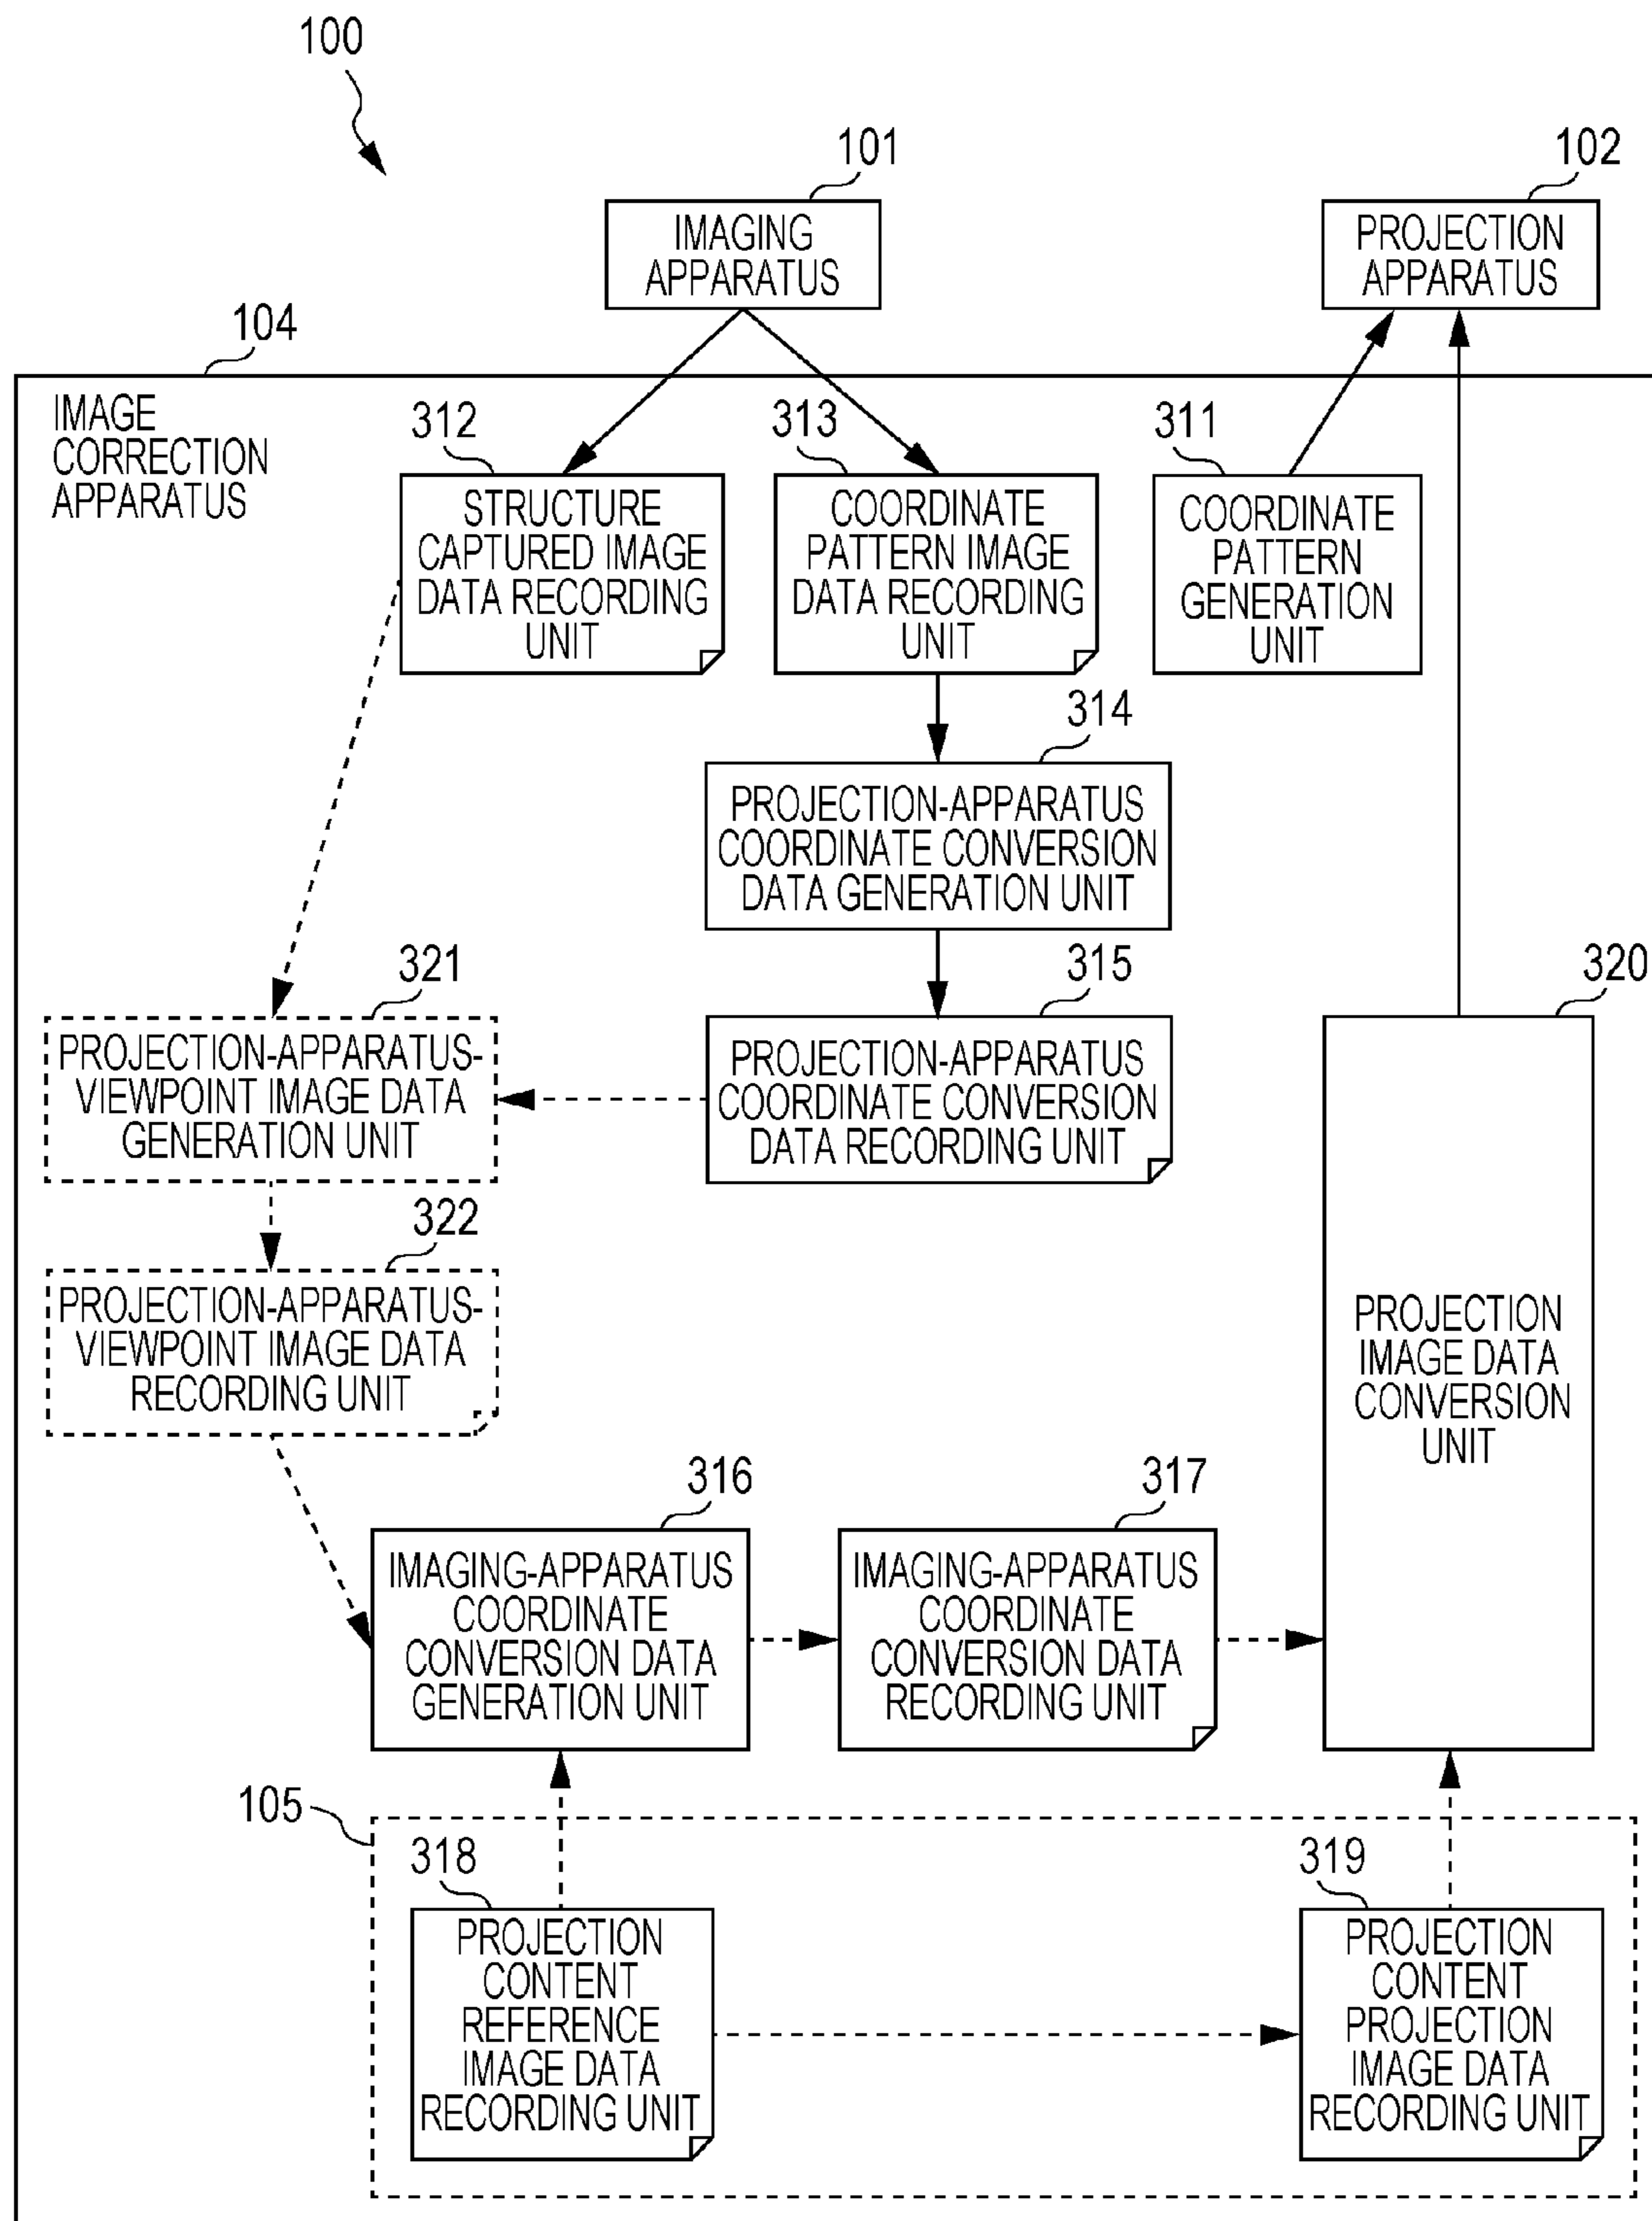 100
101
IMAGING
APPARATUS
102
PROJECTION
APPARATUS
104
IMAGE
CORRECTION
APPARATUS
312
STRUCTURE
CAPTURED IMAGE
DATA RECORDING
UNIT
313
COORDINATE
PATTERN IMAGE
DATA RECORDING
UNIT
311
COORDINATE
PATTERN
GENERATION
UNIT
314
PROJECTION-APPARATUS
COORDINATE CONVERSION
DATA GENERATION UNIT
315
PROJECTION-APPARATUS
COORDINATE CONVERSION
DATA RECORDING UNIT
321
PROJECTION-APPARATUS-
VIEWPOINT IMAGE DATA
GENERATION UNIT
322
PROJECTION-APPARATUS-
VIEWPOINT IMAGE DATA
RECORDING UNIT
320
PROJECTION
IMAGE DATA
CONVERSION
UNIT
316
IMAGING-APPARATUS
COORDINATE
CONVERSION DATA
GENERATION UNIT
317
IMAGING-APPARATUS
COORDINATE
CONVERSION DATA
RECORDING UNIT
105
318
PROJECTION
CONTENT
REFERENCE
IMAGE DATA
RECORDING UNIT
319
PROJECTION
CONTENT
PROJECTION
IMAGE DATA
RECORDING UNIT